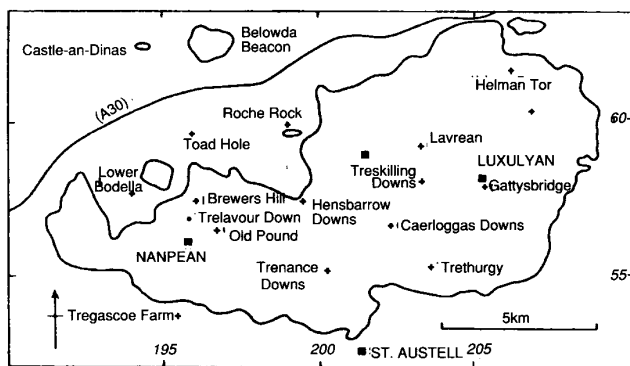 Castle-an-Dinas
Belowda
Beacon
(A30)
Helman Tor
Roche Rock
60
Toad Hole
Lavrean
Lower
Bodella
Treskilling
Downs
LUXULYAN
Gattysbridge
Brewers Hill
Hensbarrow
Downs
Trelavour Down
Old Pound
Caerloggas Downs
NANPEAN
Trenance
Downs
Trethurgy
55
Tregascoe Farm
5km
ST. AUSTELL
195
200
205